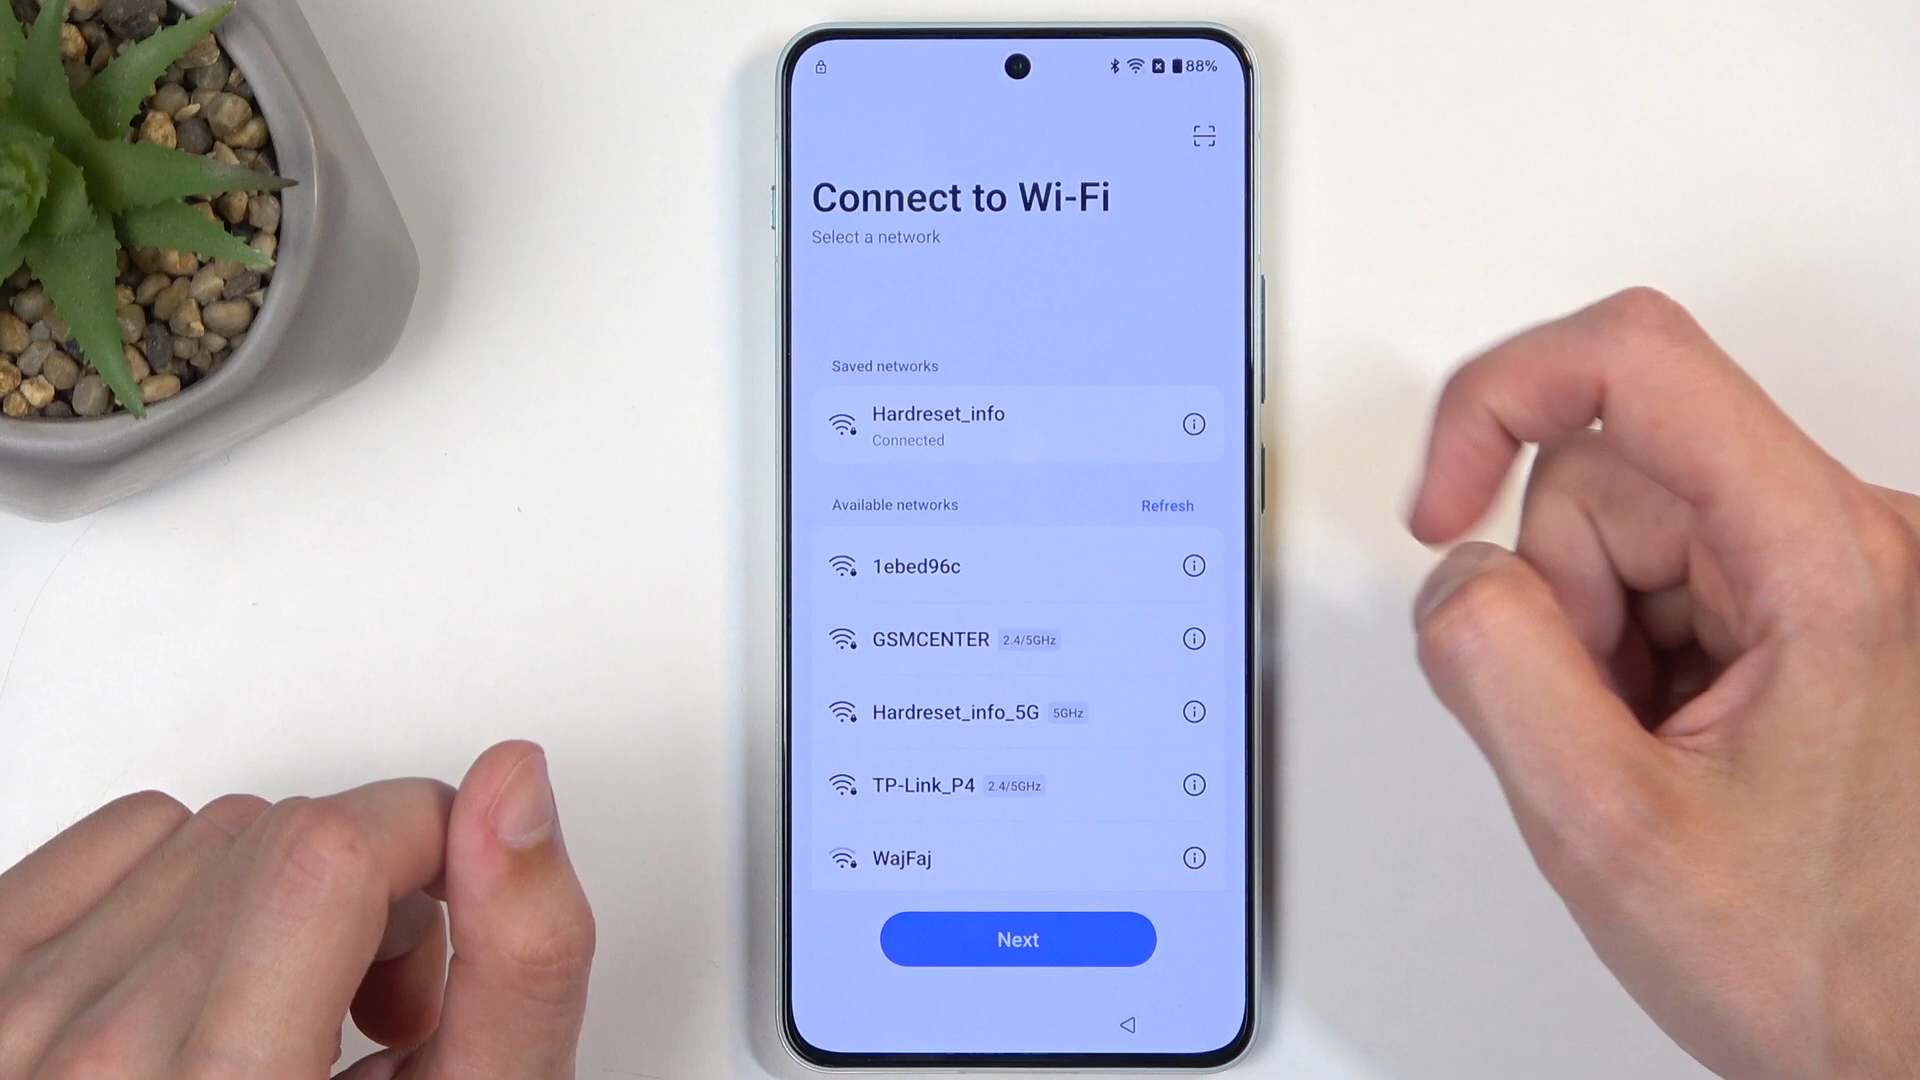 88%
Connect to Wi-Fi
Select a network
Saved networks
Hardreset_info
Connected
Available networks Refresh
1ebed96c
GSMCENTER 2.4/5GHz
Hardreset_info_5G 5GHz
TP-Link_P4 2.4/5GHz
WajFaj
Next